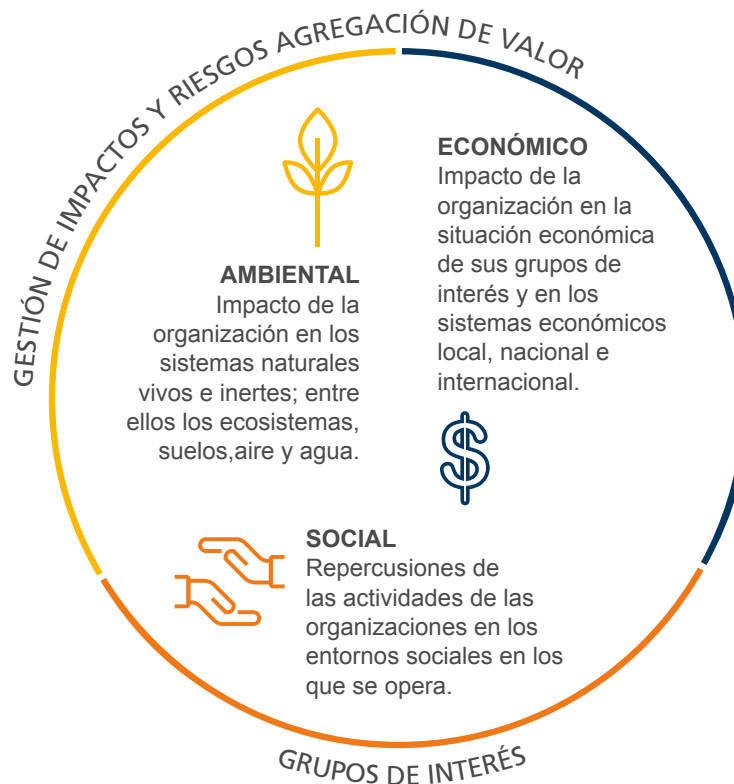 GESTIÓN DE IMPACTOS Y RIESGOS AGREGACIÓN DE VALOR
AMBIENTAL
Impacto de la
organización en los
sistemas naturales
vivos e inertes; entre
ellos los ecosistemas,
suelos,aire y agua.
ECONÓMICO
Impacto de la
organización en la
situación económica
de sus grupos de
interés y en los
sistemas económicos
local, nacional e
internacional.
$
SOCIAL
Repercusiones de
las actividades de las
organizaciones en los
entornos sociales en los
que se opera.
GRUPOS DE INTERÉS